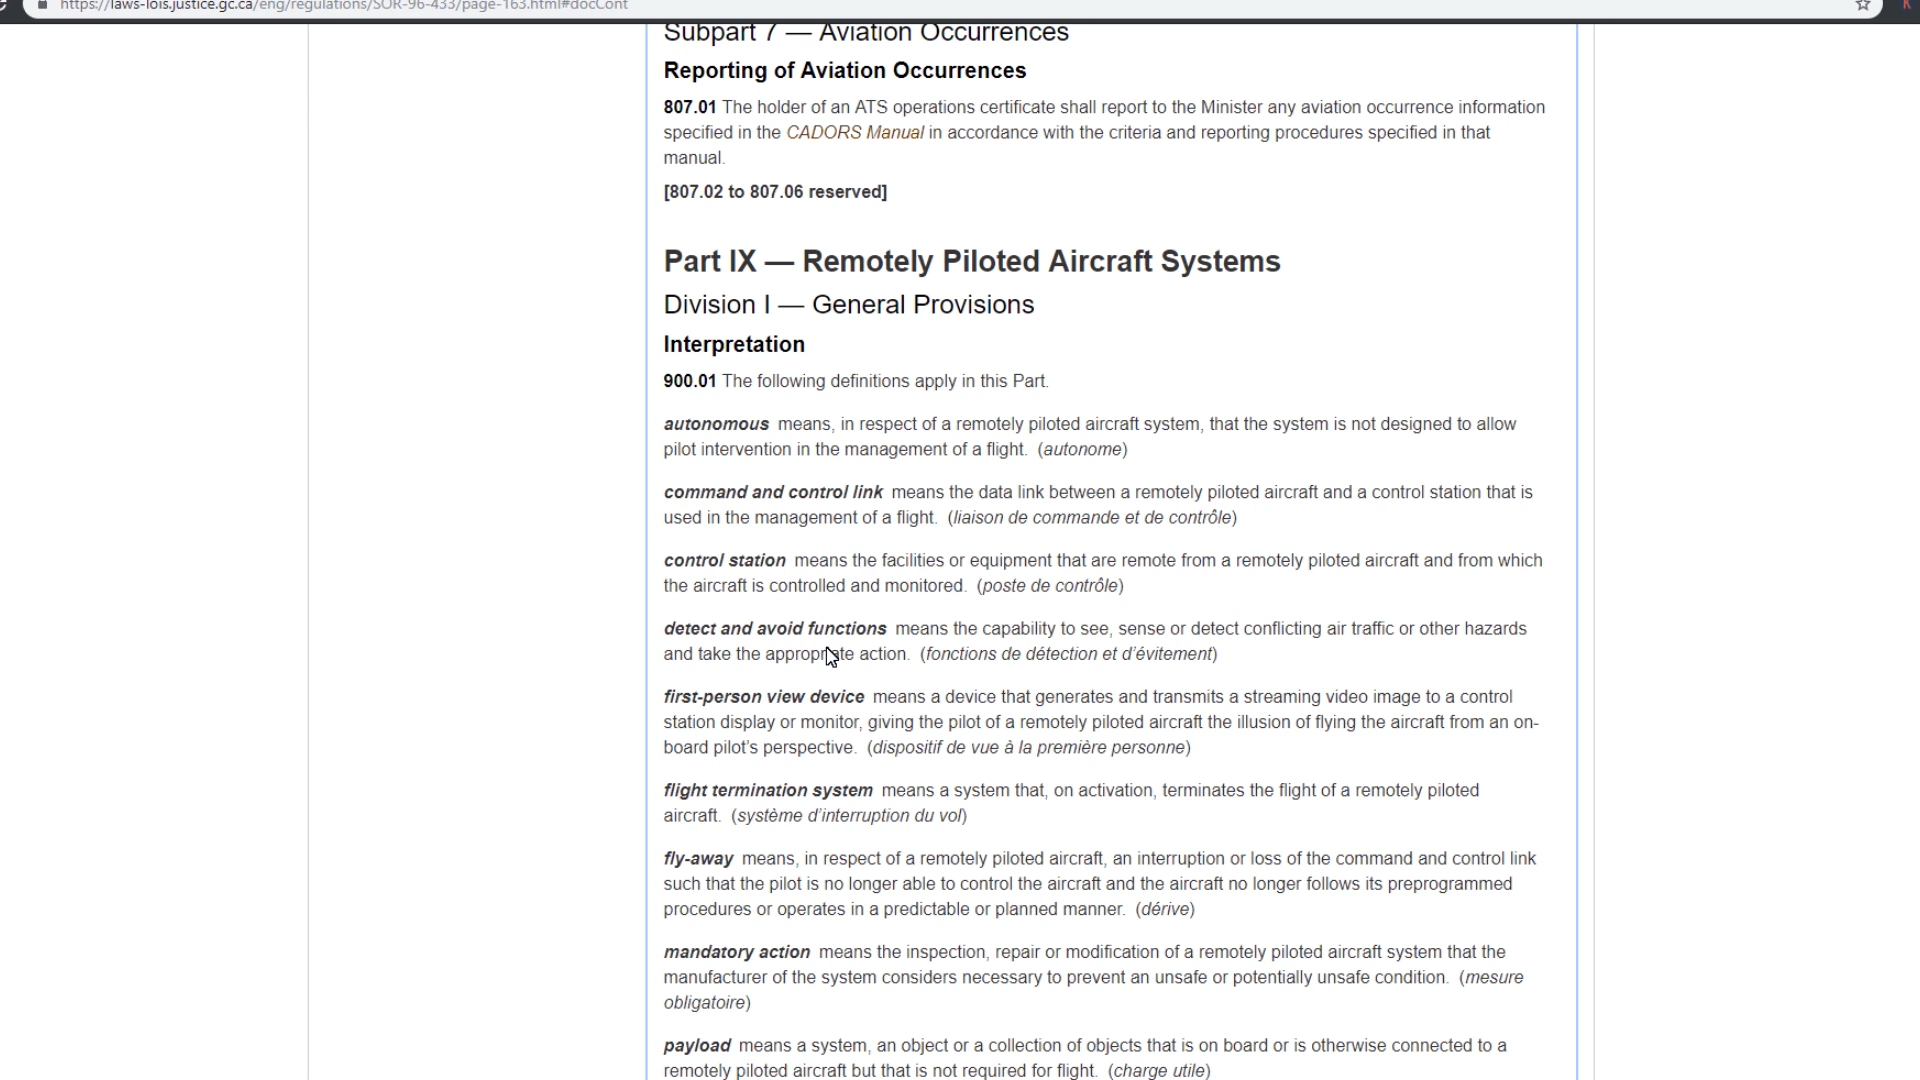 https://laws-lois.justice.gc.ca/eng/regulations/SOR-96-433/page-163.html#docCont
Subpart 7 — Aviation Occurrences
Reporting of Aviation Occurrences
807.01 The holder of an ATS operations certificate shall report to the Minister any aviation occurrence information
specified in the CADORS Manual in accordance with the criteria and reporting procedures specified in that
manual.
[807.02 to 807.06 reserved]
Part IX — Remotely Piloted Aircraft Systems
Division I — General Provisions
Interpretation
900.01 The following definitions apply in this Part.
autonomous means, in respect of a remotely piloted aircraft system, that the system is not designed to allow
pilot intervention in the management of a flight. (autonome)
command and control link means the data link between a remotely piloted aircraft and a control station that is
used in the management of a flight. (liaison de commande et de contrôle)
control station means the facilities or equipment that are remote from a remotely piloted aircraft and from which
the aircraft is controlled and monitored. (poste de contrôle)
detect and avoid functions means the capability to see, sense or detect conflicting air traffic or other hazards
and take the appropriate action. (fonctions de détection et d’évitement)
first-person view device means a device that generates and transmits a streaming video image to a control
station display or monitor, giving the pilot of a remotely piloted aircraft the illusion of flying the aircraft from an on-
board pilot’s perspective. (dispositif de vue à la première personne)
flight termination system means a system that, on activation, terminates the flight of a remotely piloted
aircraft. (système d’interruption du vol)
fly-away means, in respect of a remotely piloted aircraft, an interruption or loss of the command and control link
such that the pilot is no longer able to control the aircraft and the aircraft no longer follows its preprogrammed
procedures or operates in a predictable or planned manner. (dérive)
mandatory action means the inspection, repair or modification of a remotely piloted aircraft system that the
manufacturer of the system considers necessary to prevent an unsafe or potentially unsafe condition. (mesure
obligatoire)
payload means a system, an object or a collection of objects that is on board or is otherwise connected to a
remotely piloted aircraft but that is not required for flight. (charge utile)